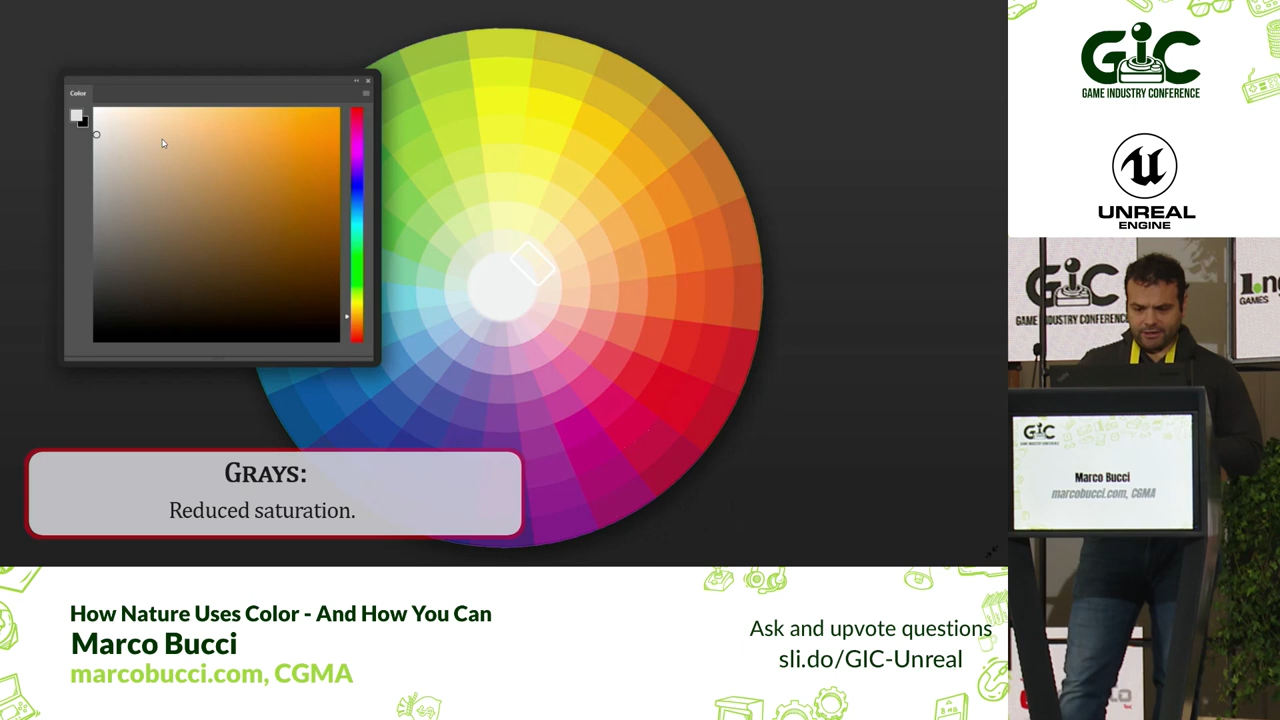 Color
GRAYS:
Reduced saturation.
How Nature Uses Color - And How You Can
Marco Bucci
marcobucci.com, CGMA
Ask and upvote questions
sli.do/GIC-Unreal
GIC
GAME INDUSTRY CONFERENCE
UNREAL
ENGINE
GIC
GAME INDUSTRY CONFERENCE
GAMES
GIC
Marco Bucci
marcobucci.com, CGMA